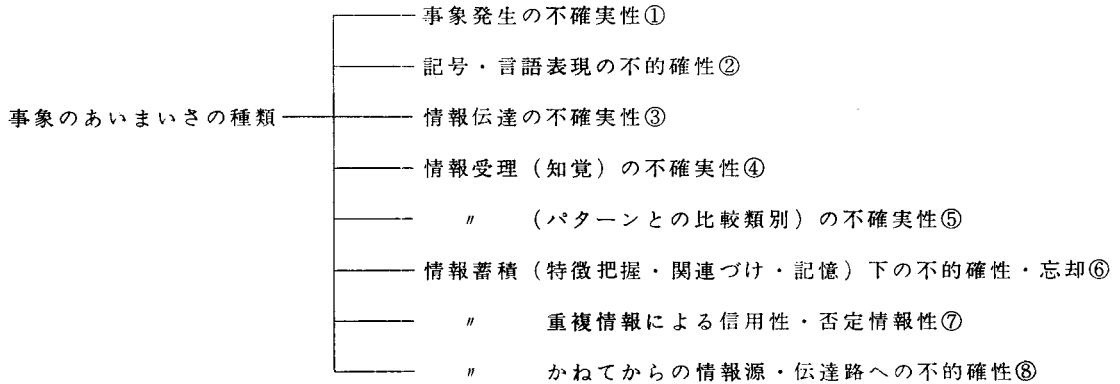 事象発生の不確実性①
記号・言語表現の不的確性②
事象のあいまいさの種類
情報伝達の不確実性③
情報受理（知覚）の不確実性④
〃 （パターンとの比較類別）の不確実性⑤
情報蓄積（特徴把握・関連づけ・記憶）下の不的確性・忘却⑥
〃 重複情報による信用性・否定情報性⑦
〃 かねてからの情報源・伝達路への不的確性⑧